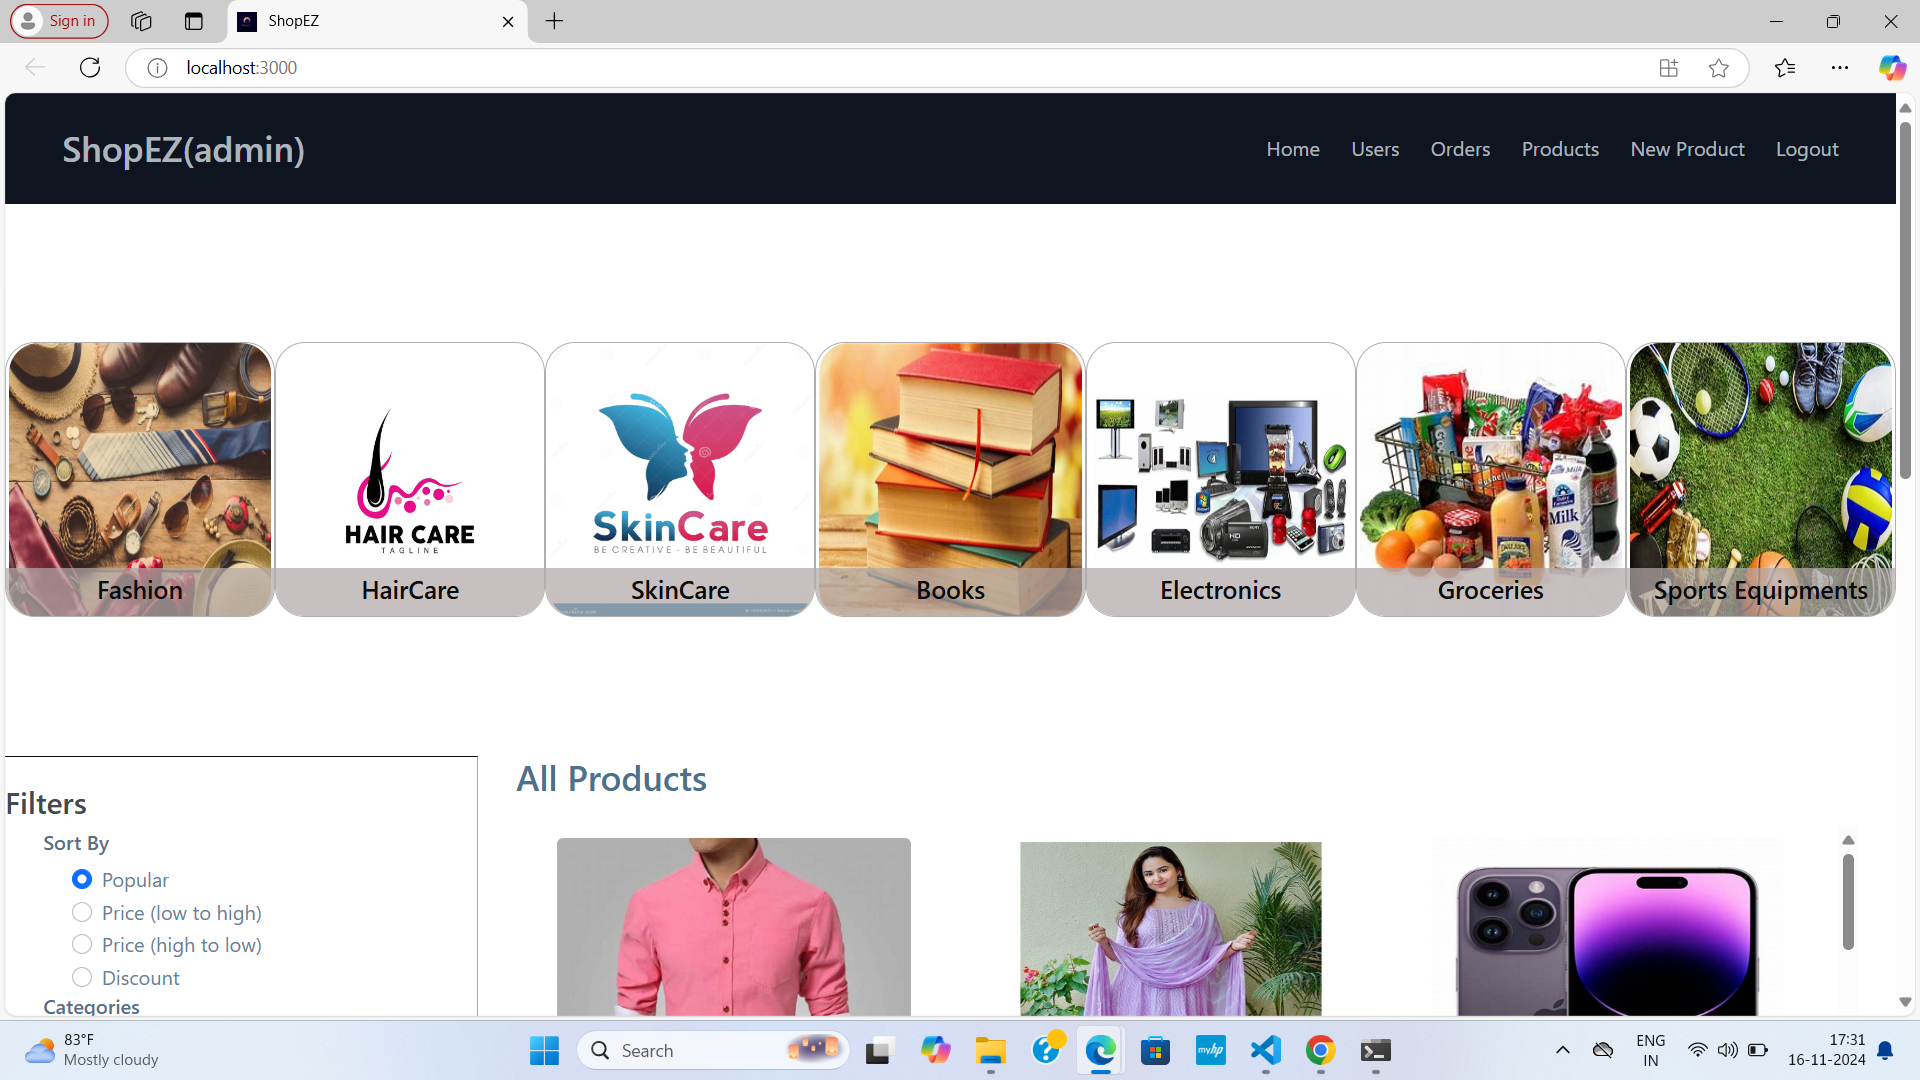 Sign in
ShopEZ
localhost:3000
ShopEZ(admin)
Home Users Orders Products New Product Logout
HAIR CARE
TAGLINE
SkinCare
BE CREATIVE - BE BEAUTIFUL
HD
Milk
Fashion HairCare SkinCare Books Electronics Groceries Sports Equipments
Filters
Sort By
Popular
Price (low to high)
Price (high to low)
Discount
Categories
All Products
83°F
Mostly cloudy
Search
myhp
ENG
IN
17:31
16-11-2024